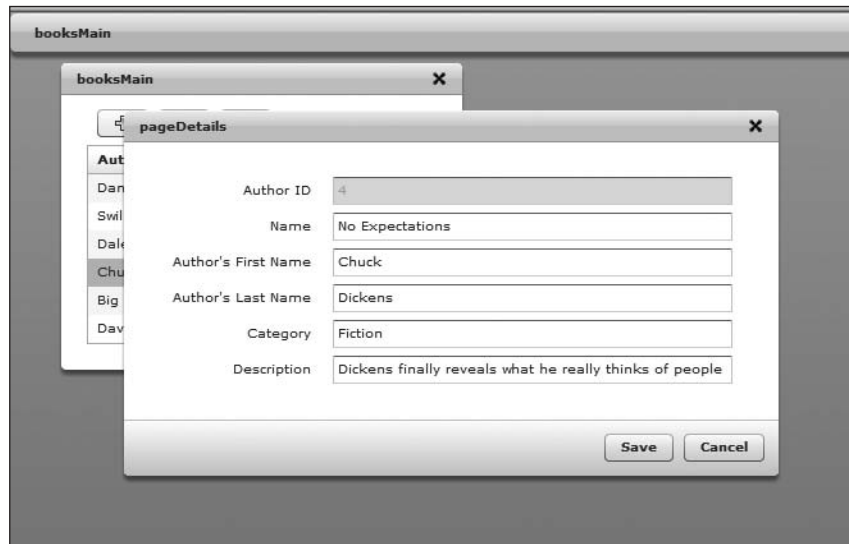 booksMain
booksMain
pageDetails
Aut
Dan
Swil
Dale
Chu
Big
Dav
Author ID 4
Name No Expectations
Author's First Name Chuck
Author's Last Name Dickens
Category Fiction
Description Dickens finally reveals what he really thinks of people
Save Cancel